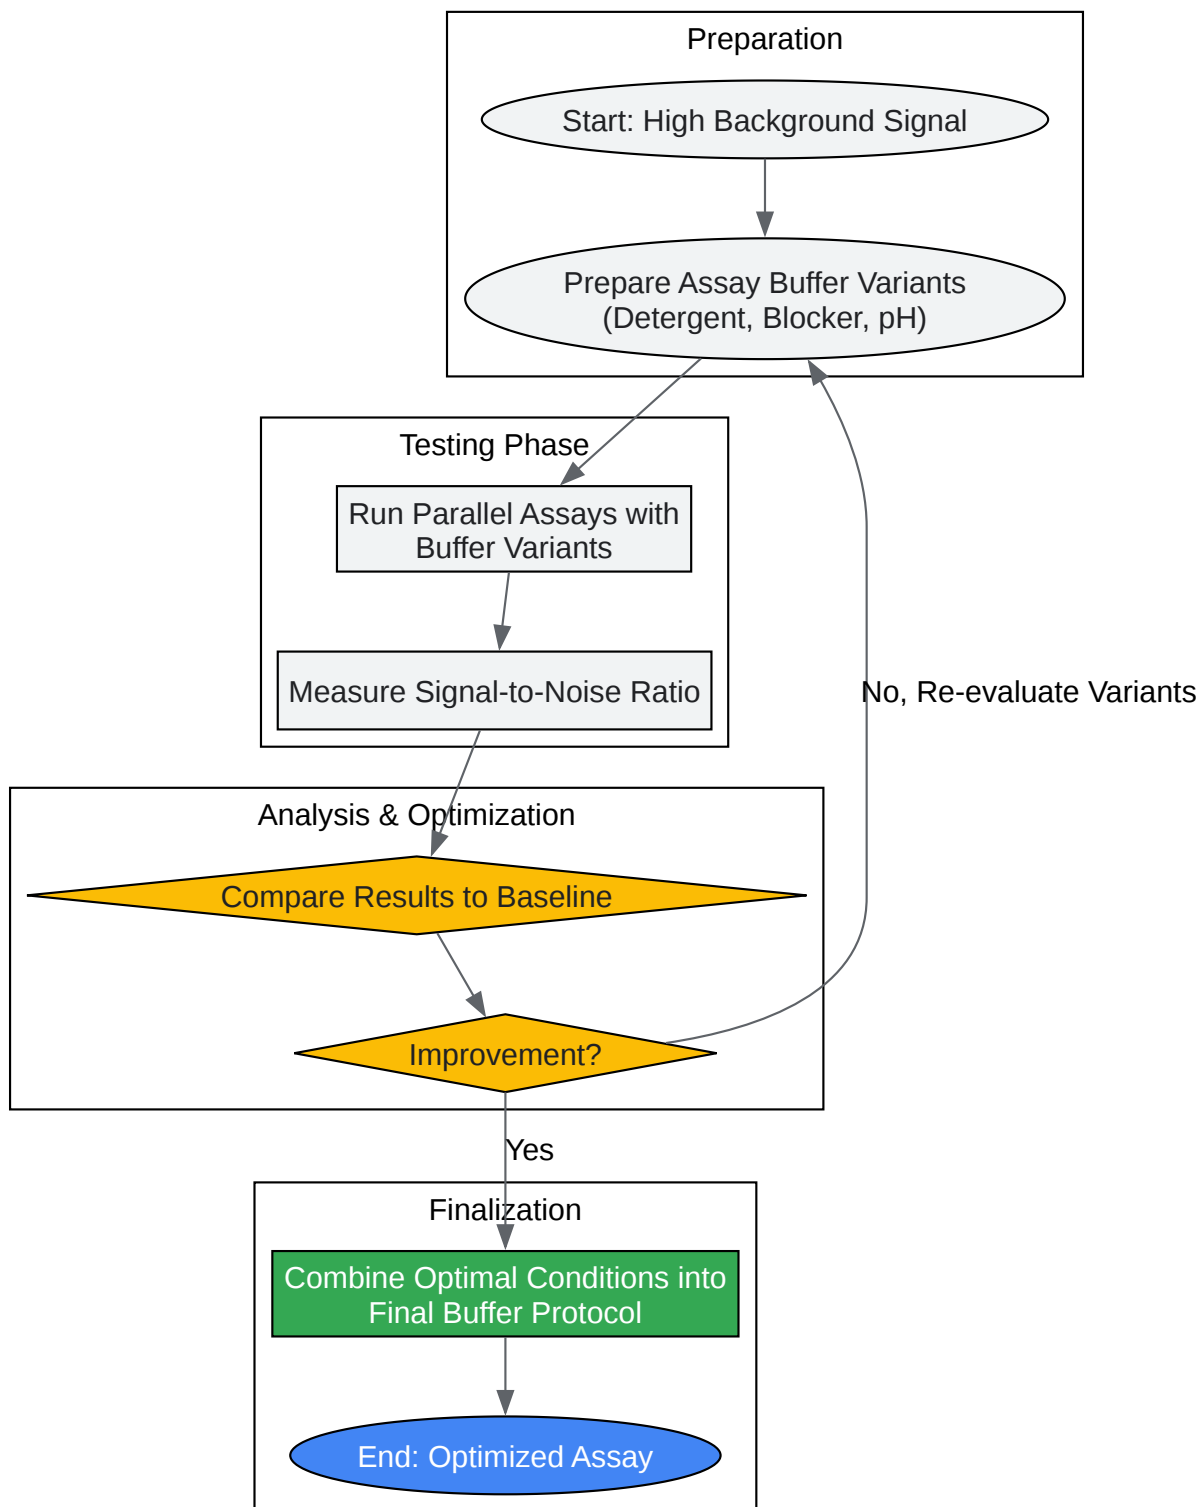 Preparation
Start: High Background Signal
Prepare Assay Buffer Variants
(Detergent, Blocker, pH)
Testing Phase
Run Parallel Assays with
Buffer Variants
Measure Signal-to-Noise Ratio
No, Re-evaluate Variants
Analysis & Optimization
Compare Results to Baseline
Improvement?
Yes
Finalization
Combine Optimal Conditions into
Final Buffer Protocol
End: Optimized Assay